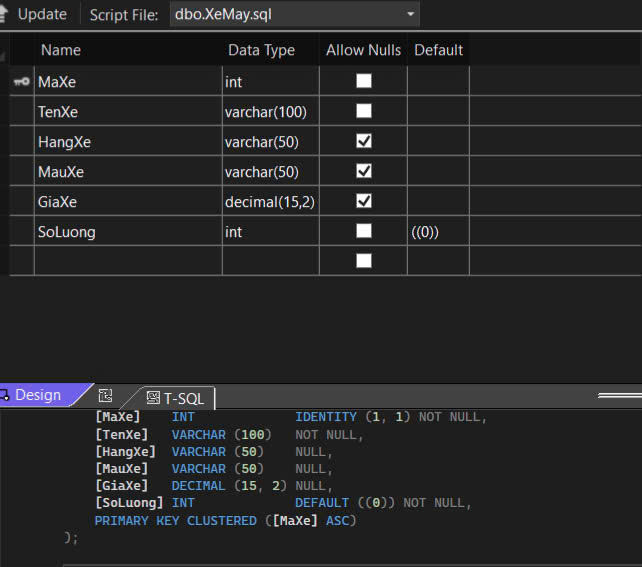 Update Script File: dbo.XeMay.sql
Name Data Type Allow Nulls Default
MaXe int
TenXe varchar(100)
HangXe varchar(50)
MauXe varchar(50)
GiaXe decimal(15,2)
SoLuong int ((0))
Design T-SQL
[MaXe] INT IDENTITY (1, 1) NOT NULL,
[TenXe] VARCHAR (100) NOT NULL,
[HangXe] VARCHAR (50) NULL,
[MauXe] VARCHAR (50) NULL,
[GiaXe] DECIMAL (15, 2) NULL,
[SoLuong] INT DEFAULT ((0)) NOT NULL,
PRIMARY KEY CLUSTERED ([MaXe] ASC)
);